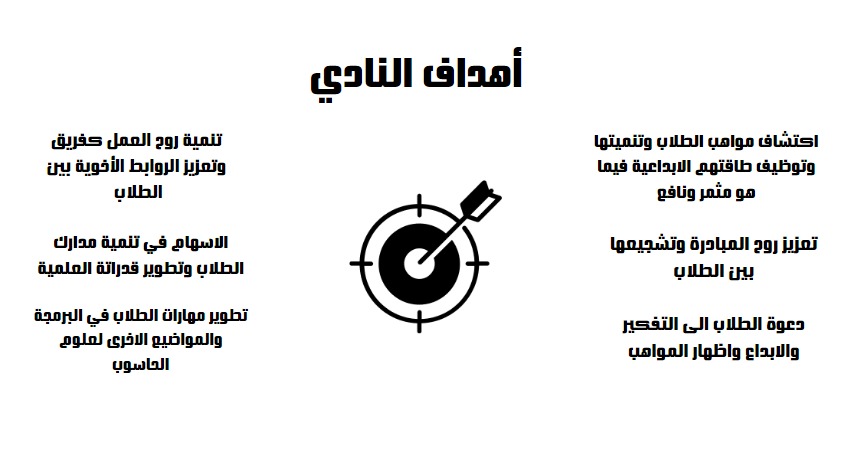 أهداف النادي
اكتشاف مواهب الطلاب وتنميتها
وتوظيف طاقتهم الابداعية فيما
هو مثمر ونافع
تعزيز روح المبادرة وتشجيعها
بين الطلاب
دعوة الطلاب الى التفكير
والابداع واظهار المواهب
تنمية روح العمل كفريق
وتعزيز الروابط الأخوية بين
الطلاب
الاسهام في تنمية مدارك
الطلاب وتطوير قدراتة العلمية
تطوير مهارات الطلاب في البرمجة
والمواضيع الاخرى لعلوم
الحاسوب